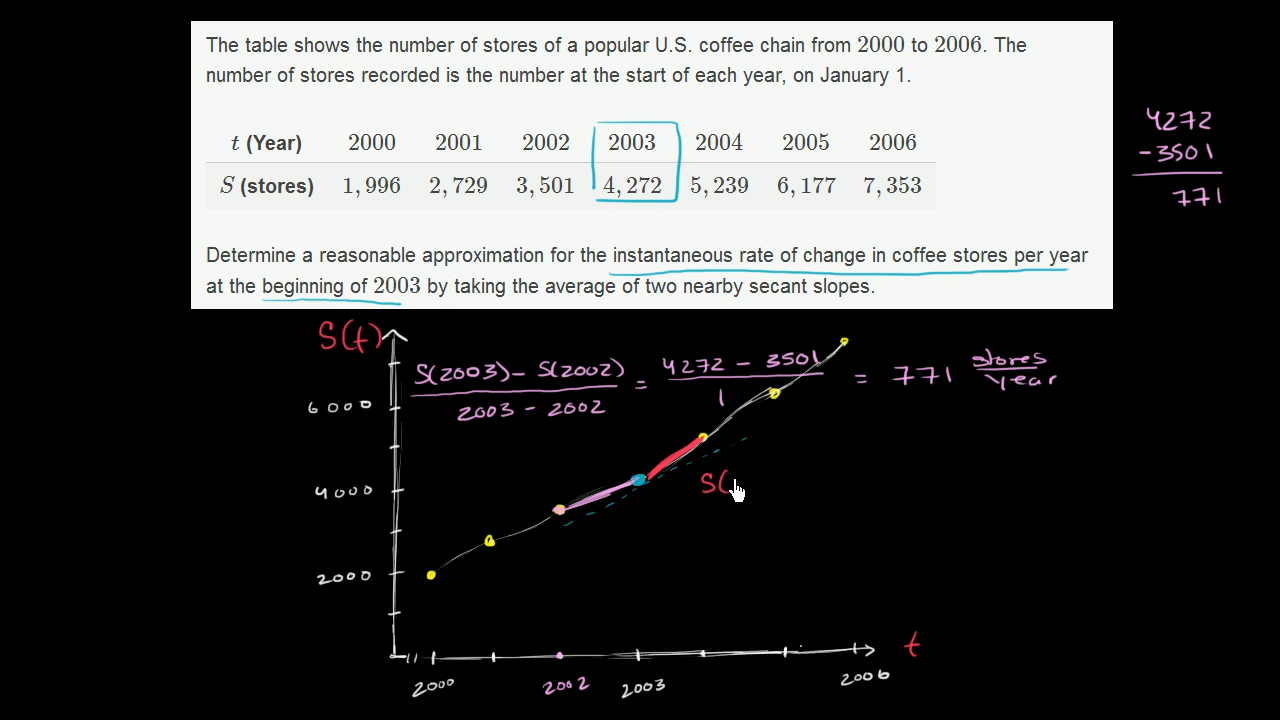 The table shows the number of stores of a popular U.S. coffee chain from 2000 to 2006. The
number of stores recorded is the number at the start of each year, on January 1.
t (Year) 2000 2001 2002 2003 2004 2005 2006
S (stores) 1,996 2,729 3,501 4,272 5,239 6,177 7,353
Determine a reasonable approximation for the instantaneous rate of change in coffee stores per year
at the beginning of 2003 by taking the average of two nearby secant slopes.
4272
-3501
771
S(t)
S(2003) - S(2002)
2003 - 2002
=
4272 - 3501
1
= 771 stores
year
6000
4000
2000
S(
t
2000 2002 2003 2006